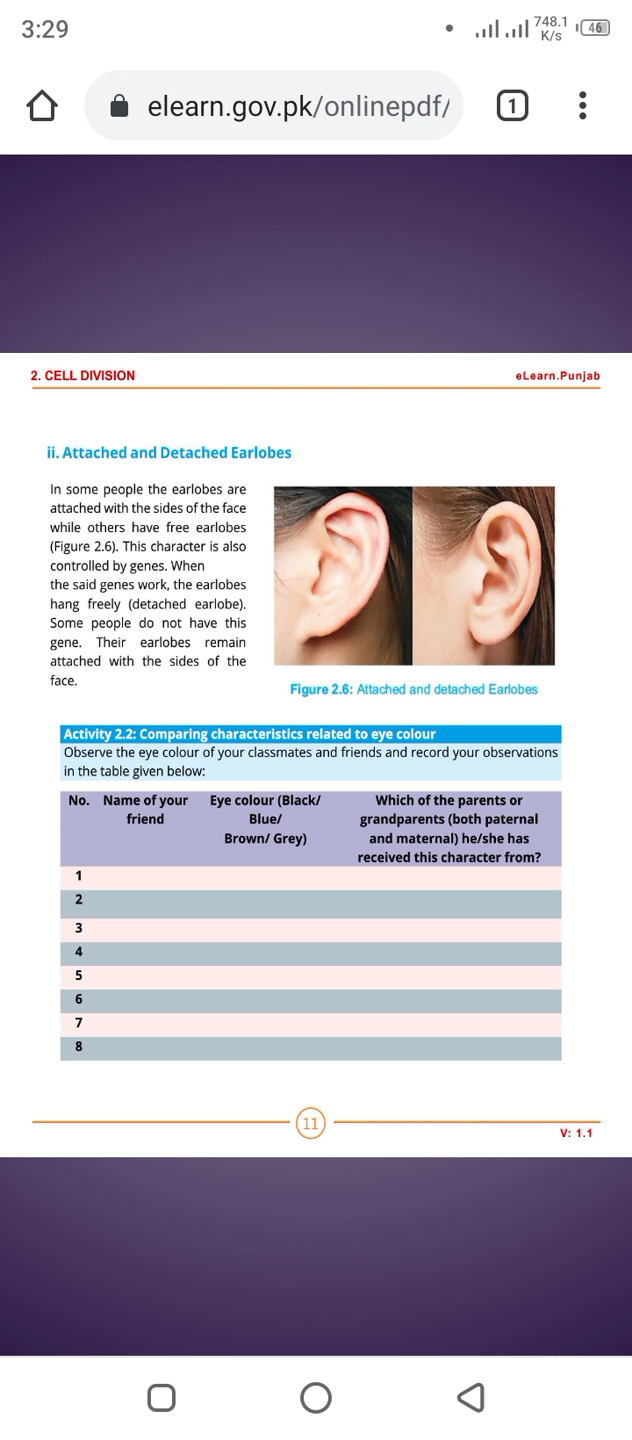 3:29
748.1
K/s
46
elearn.gov.pk/onlinepdf/
1
2. CELL DIVISION
eLearn.Punjab
ii. Attached and Detached Earlobes
In some people the earlobes are
attached with the sides of the face
while others have free earlobes
(Figure 2.6). This character is also
controlled by genes. When
the said genes work, the earlobes
hang freely (detached earlobe).
Some people do not have this
gene. Their earlobes remain
attached with the sides of the
face.
Figure 2.6: Attached and detached Earlobes
Activity 2.2: Comparing characteristics related to eye colour
Observe the eye colour of your classmates and friends and record your observations
in the table given below:
No. Name of your friend
Eye colour (Black/
Blue/
Brown/ Grey)
Which of the parents or
grandparents (both paternal
and maternal) he/she has
received this character from?
1
2
3
4
5
6
7
8
11
V: 1.1